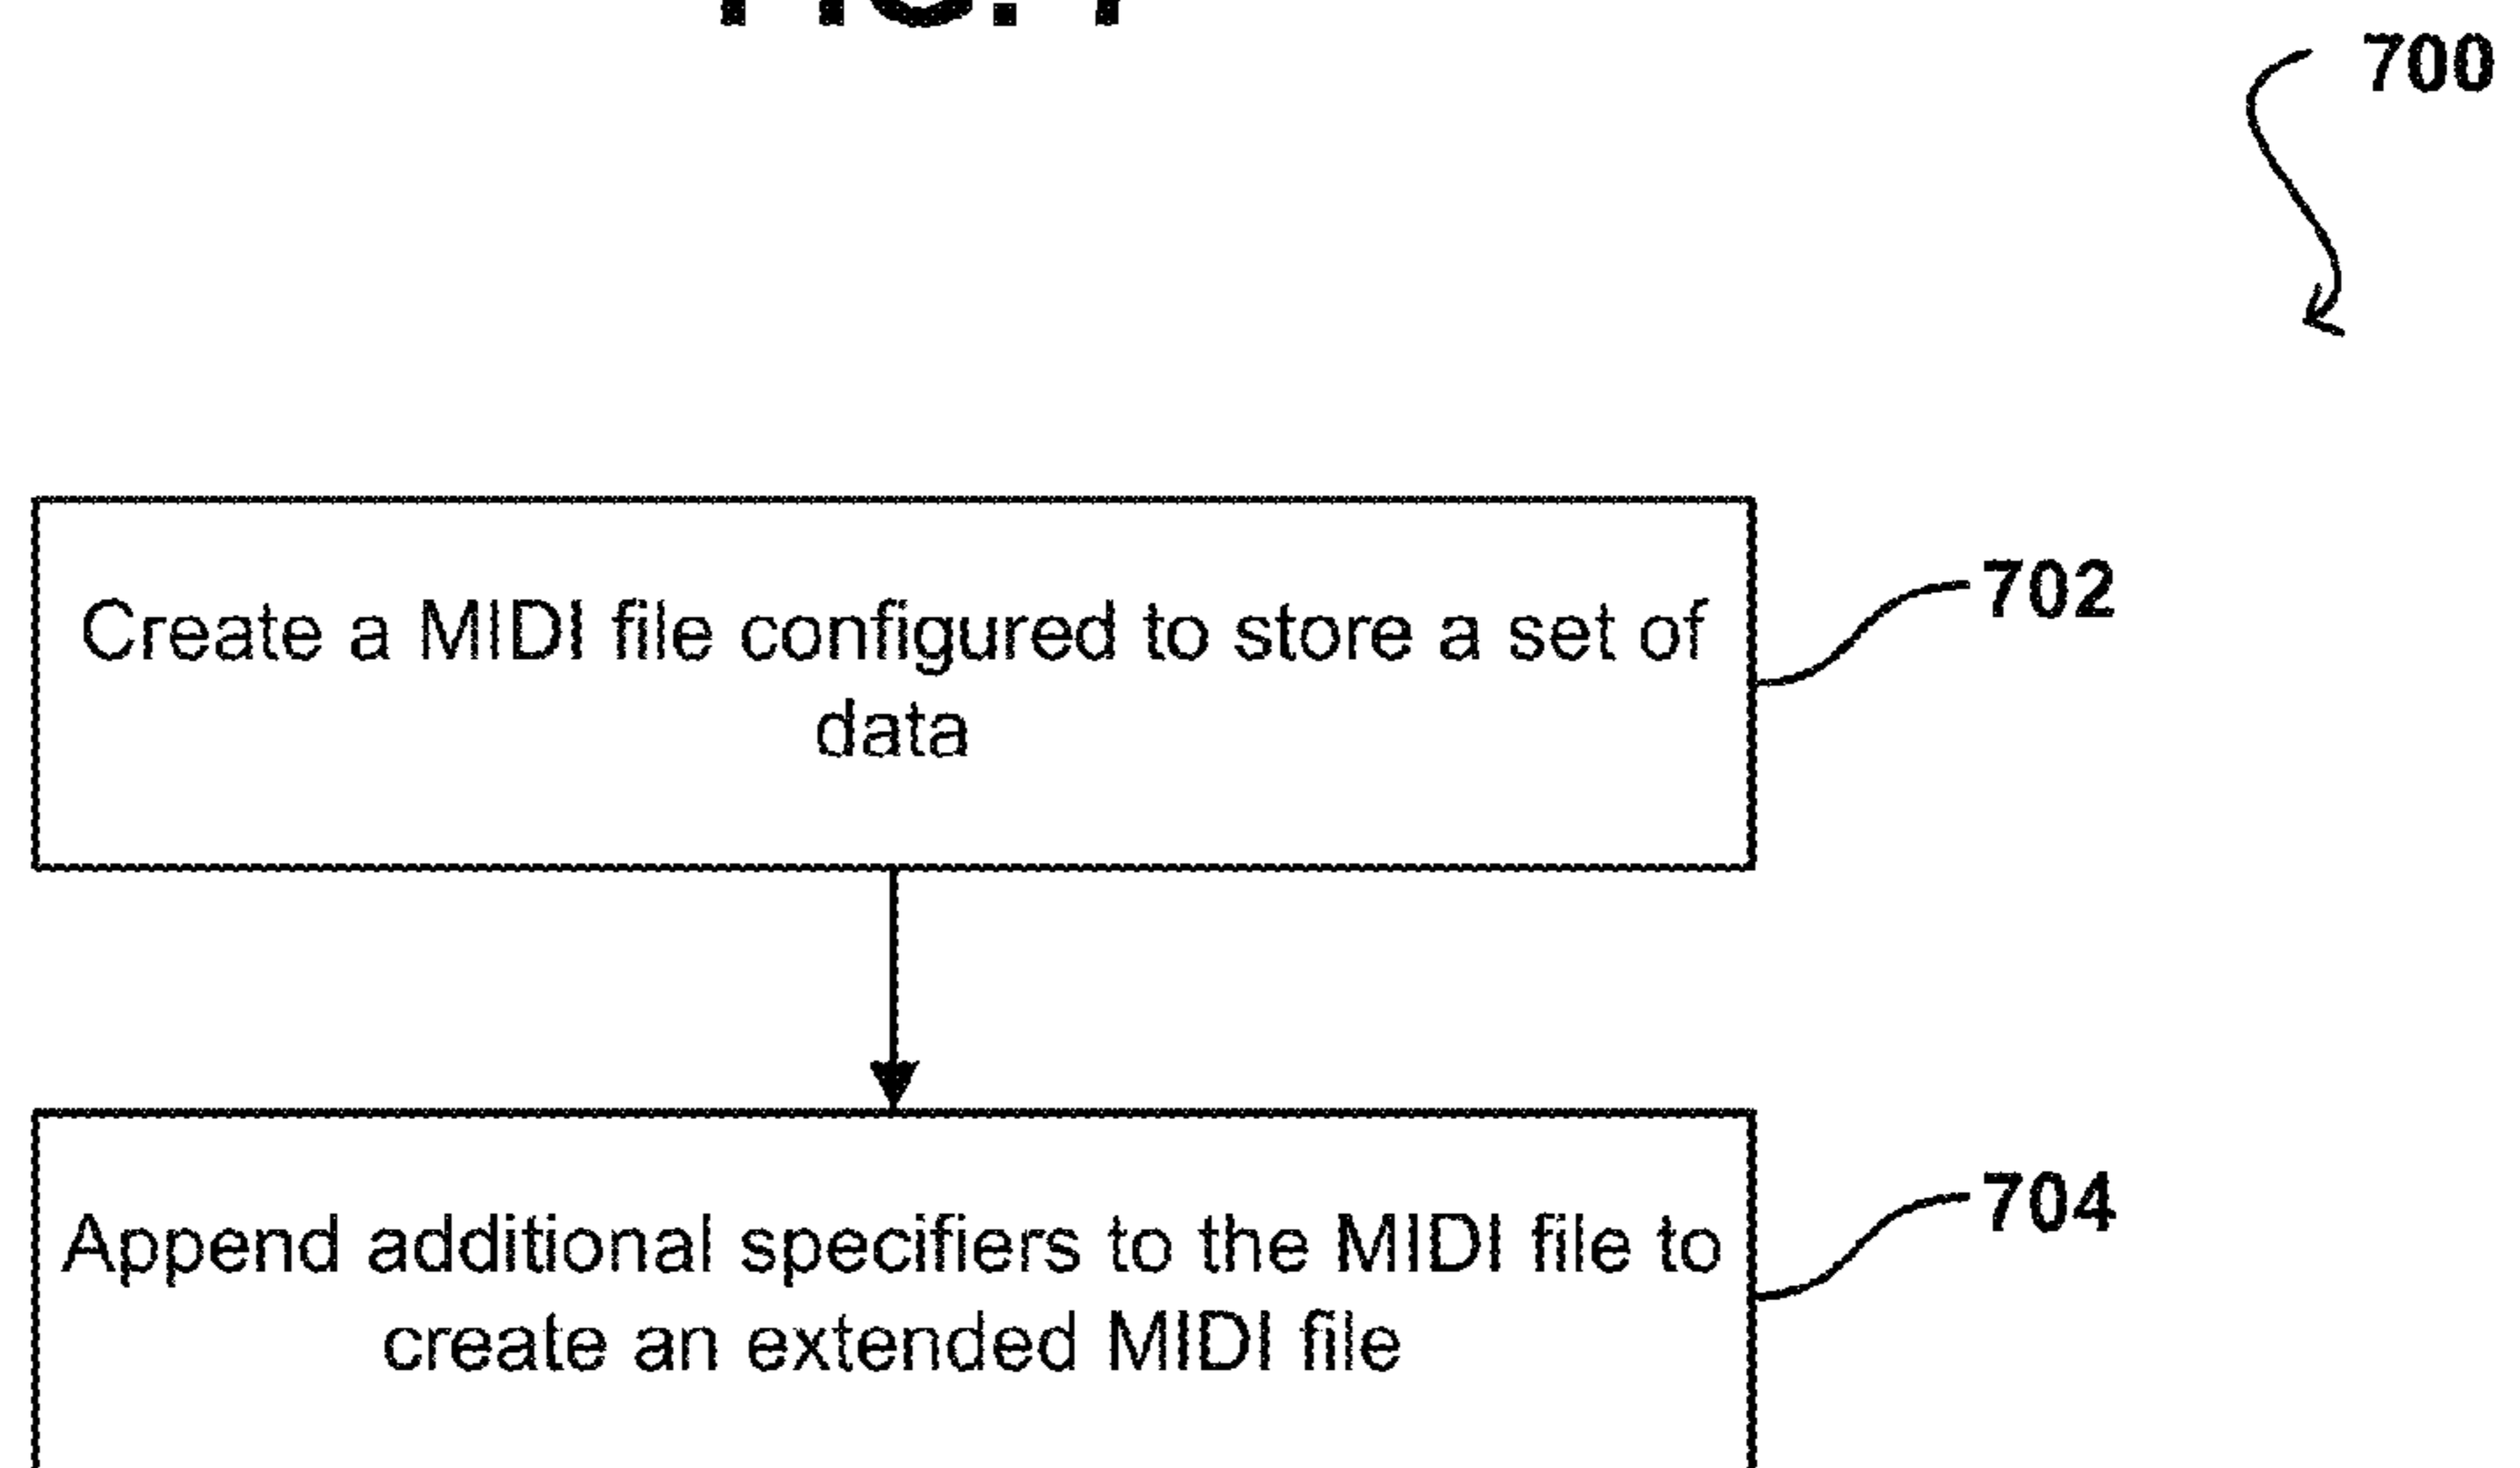 700
Create a MIDI file configured to store a set of
data
702
Append additional specifiers to the MIDI file to
create an extended MIDI file
704